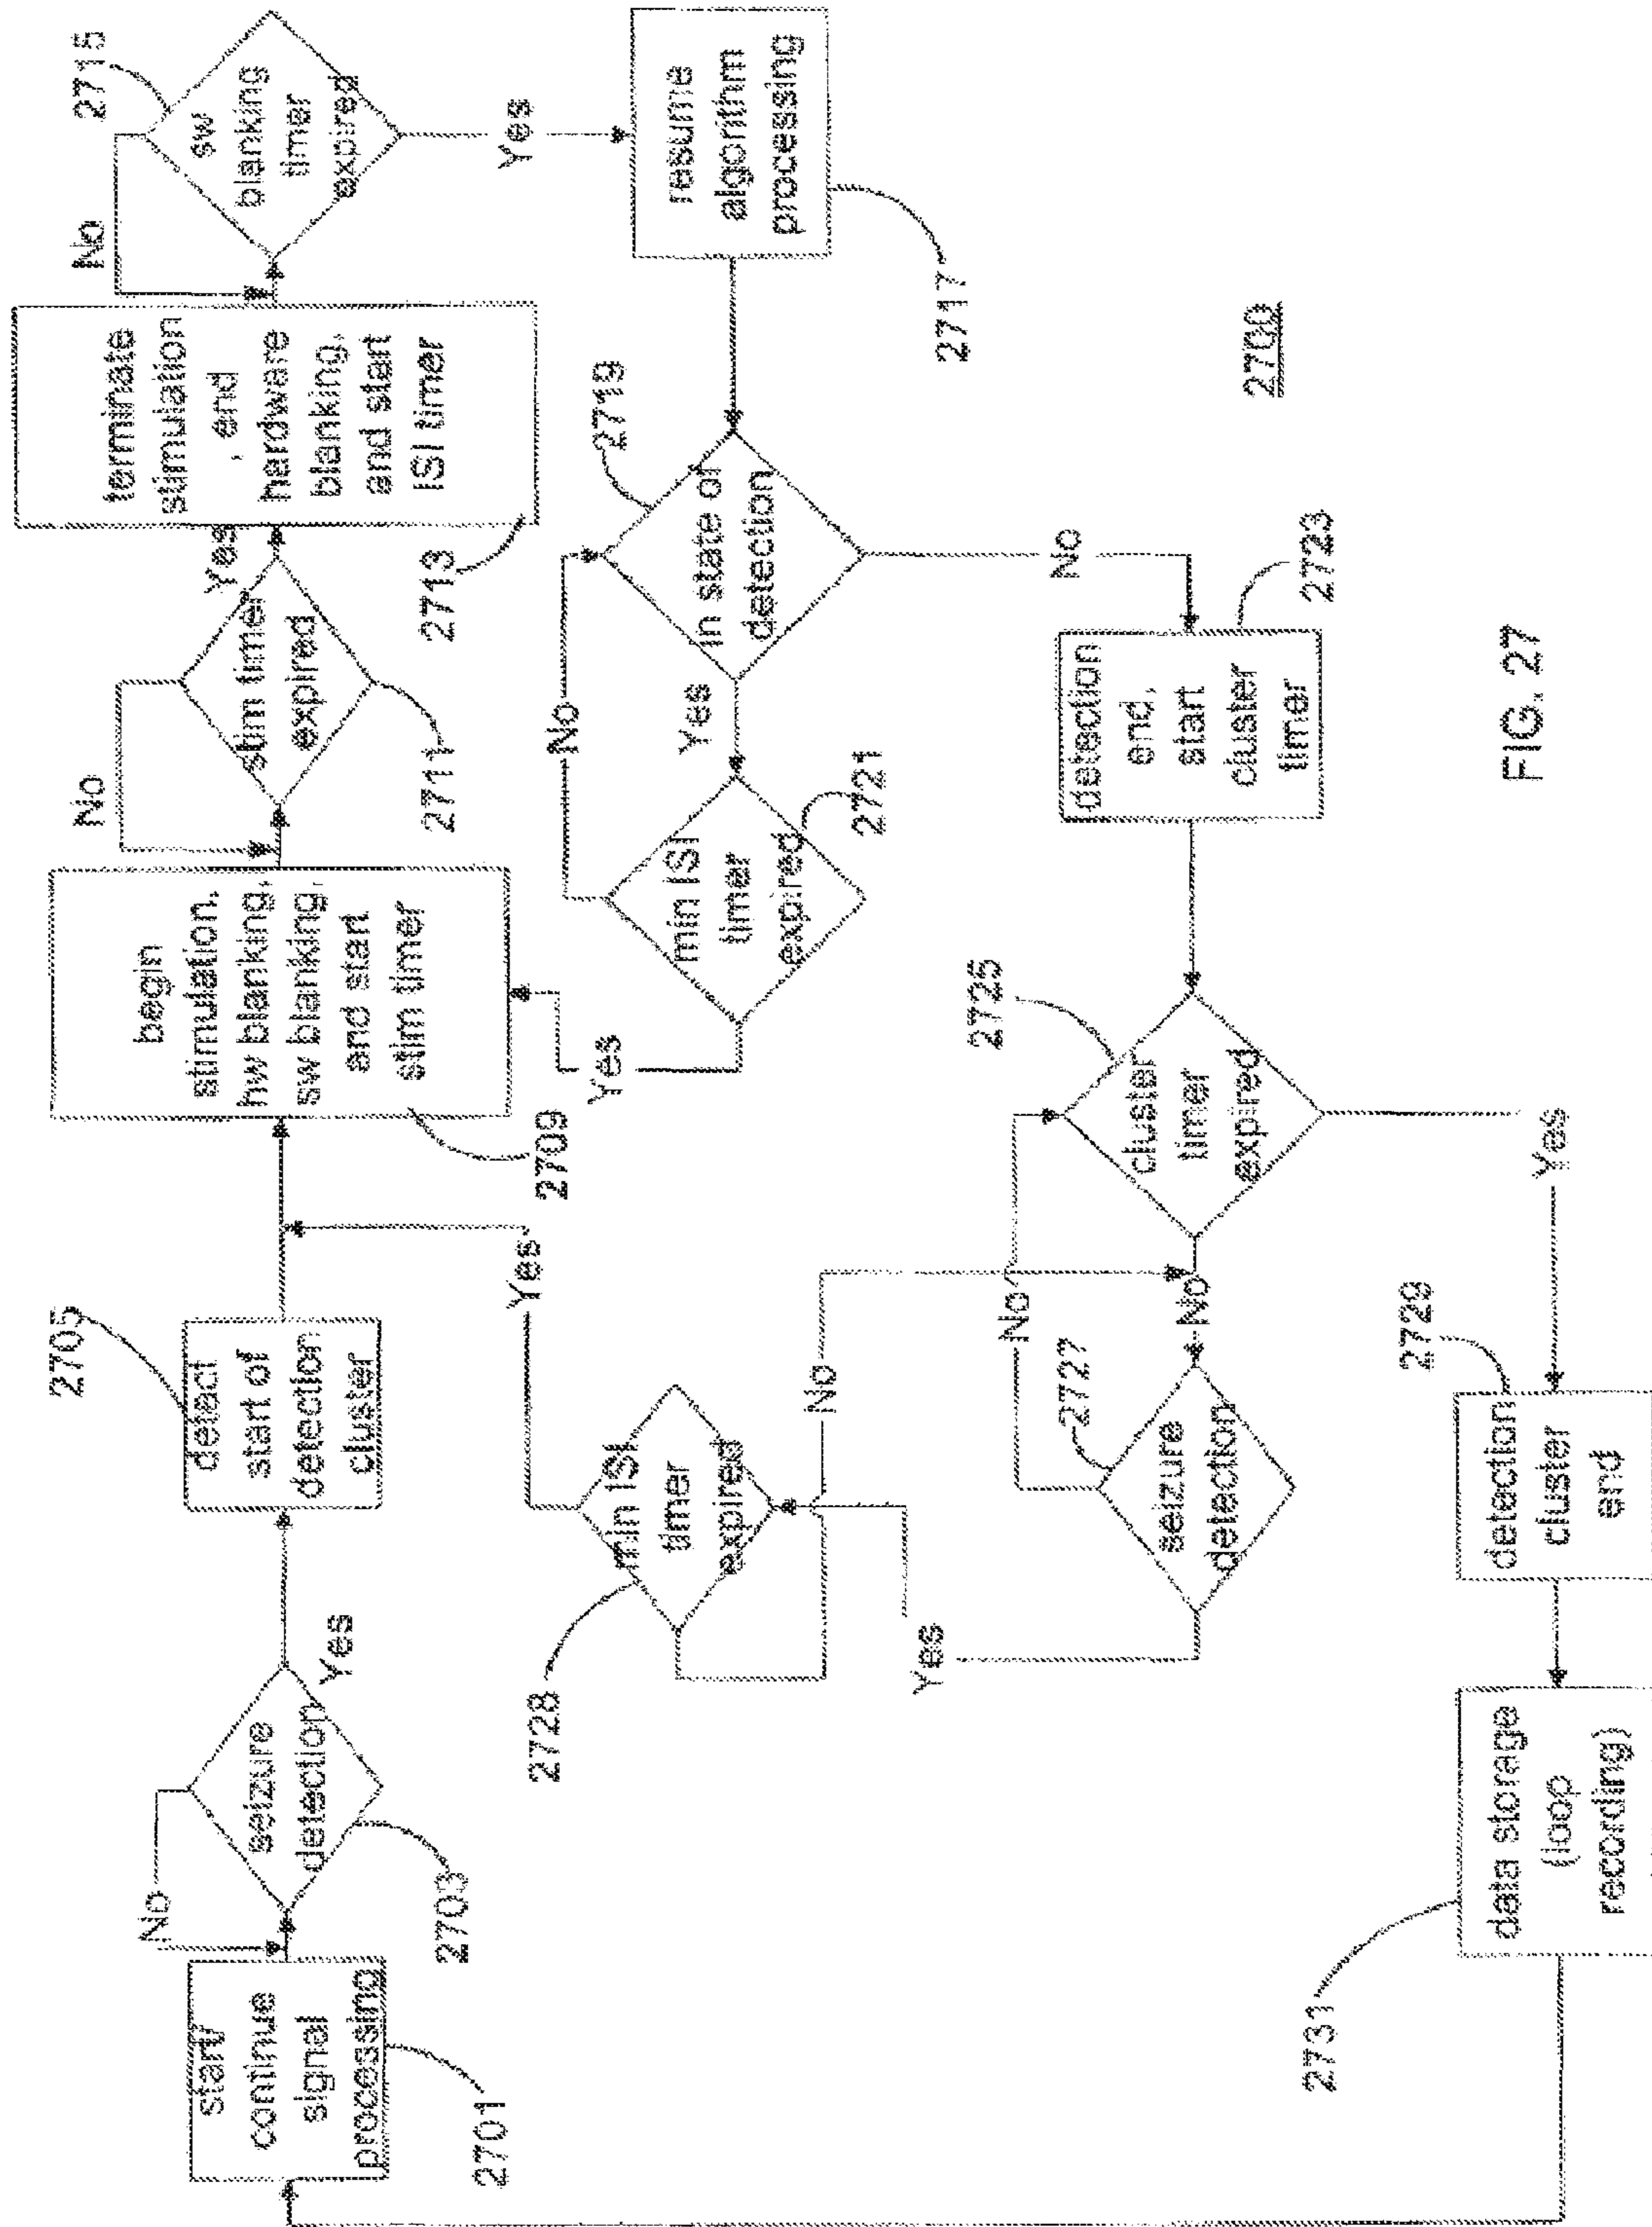 start/
continue
signal
processing
2701
No
seizure
detection
Yes
2703
detect
start of
detection
cluster
2705
begin
stimulation,
hw blanking,
sw blanking,
and start
stim timer
2709
No
stim timer
expired
Yes
2711
terminate
stimulation
, end
hardware
blanking,
and start
ISI timer
2713
No
sw
blanking
timer
expired
2715
Yes
resume
algorithm
processing
2717
in state of
detection
2719
Yes
No
min ISI
timer
expired
2721
Yes
No
detection
end,
start
cluster
timer
2723
cluster
timer
expired
2725
No
Yes
seizure
detection
2727
No
Yes
min ISI
timer
expired
2728
Yes
No
detection
cluster
end
2729
data storage
(loop
recording)
2731
2700
FIG. 27